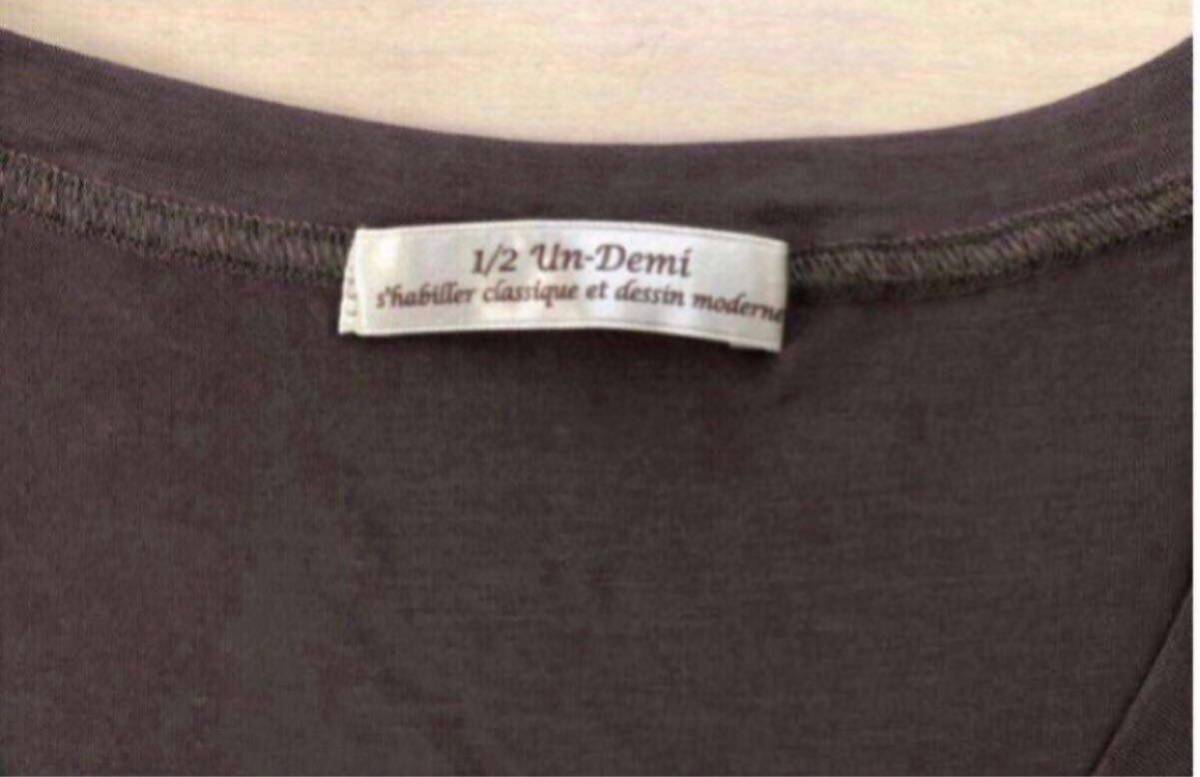 1/2 Un-Demi
s'habiller classique et dessin moderne